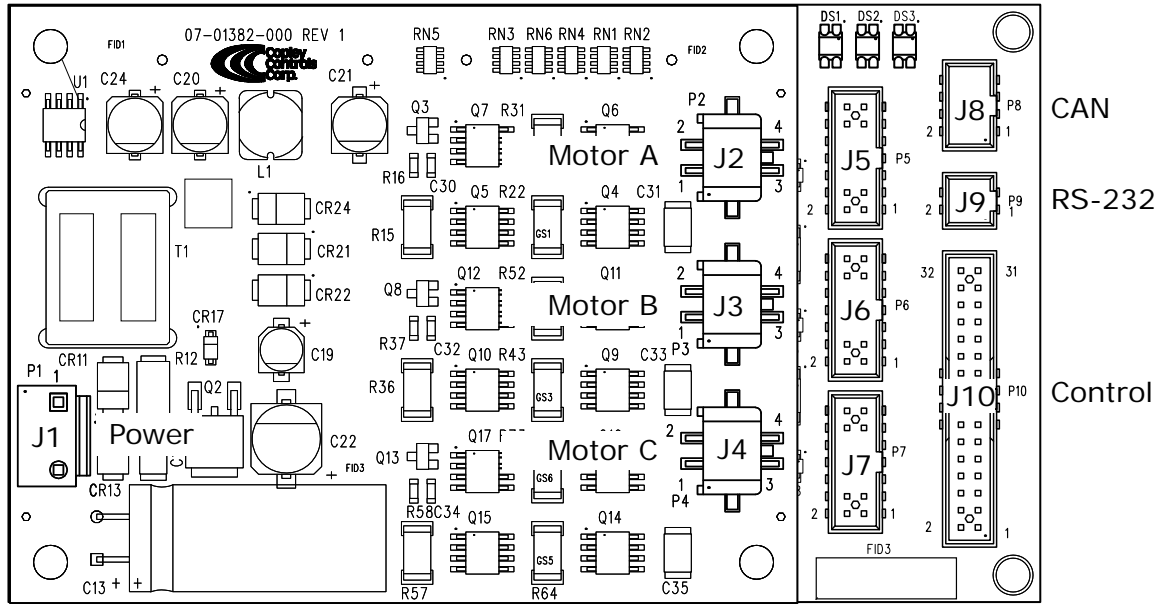 DS1. DS2. DS3.
07-01382-000 REV 1
FID1
Copley
Controls
Corp.
RN5 RN3 RN6 RN4 RN1 RN2
FID2
U1
C24 C20 C21
L1
Q3 Q7 R31 Q6
P2
2 4
J2
1 3
Motor A
R16 C30 Q5 R22 Q4 C31
R15 GS1
J5 P5
2 1
J8 P8
2 1
CAN
J9 P9
1
RS-232
T1
CR24
CR21
CR22
Q8 Q12 R52 Q11
Motor B
2 4
J3
1 3
P3
J6 P6
2 1
32 31
J10 P10
2 1
Control
CR17
C19
R37 C32 Q10 R43 Q9 C33
R36 GS3
P1 1
J1
CR11 R12 Q2
Power
C
CR13
C22
FID3
Q13 Q17
Motor C
GS6
2 4
J4
3
P4
J7 P7
2 1
R58 C34 Q15 Q14
GS5
R57 R64 C35
C13 + +
FID3